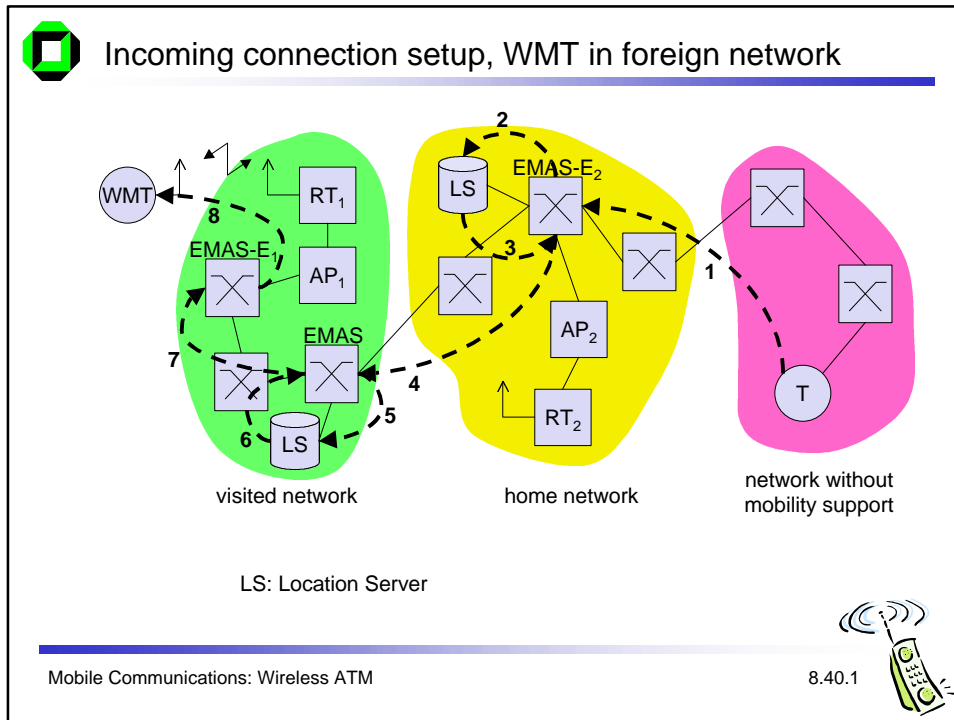 Incoming connection setup, WMT in foreign network
2
EMAS-E2
LS
WMT
RT1
8
3
1
EMAS-E1
AP1
EMAS
AP2
7
4
T
5
RT2
6
LS
visited network
home network
network without
mobility support
LS: Location Server
Mobile Communications: Wireless ATM
8.40.1